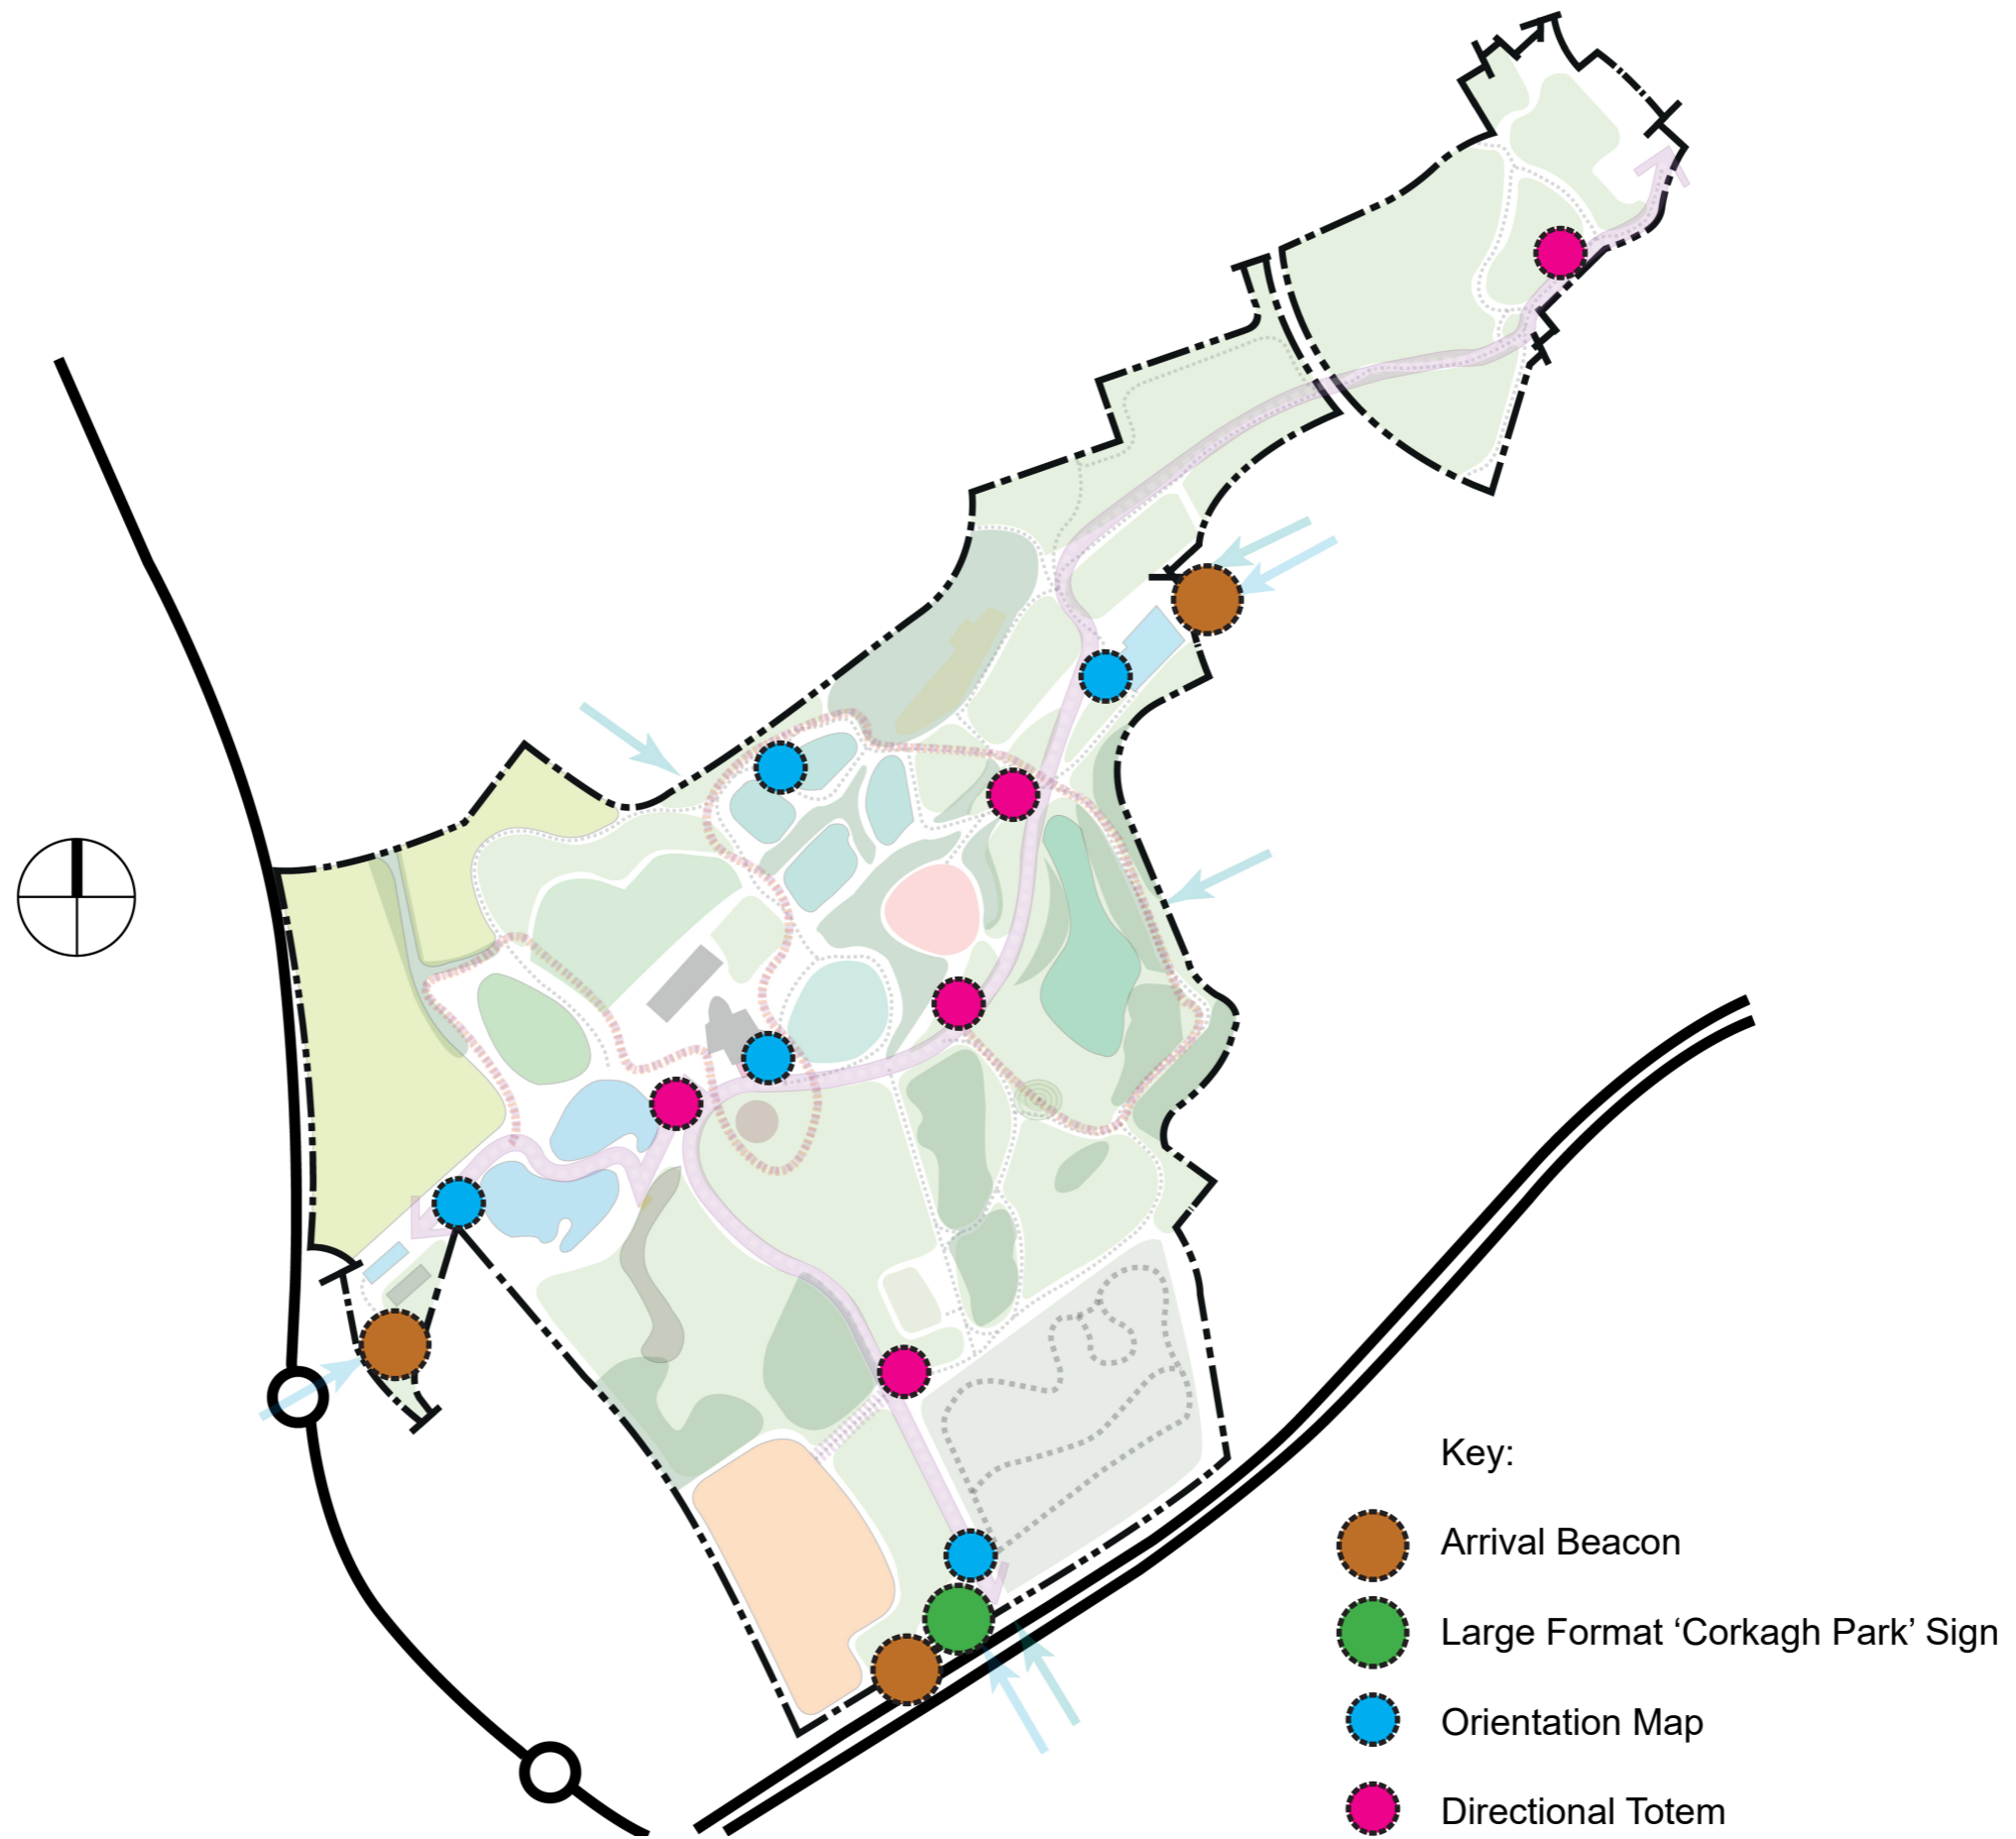 Key:
Arrival Beacon
Large Format ‘Corkagh Park’ Sign
Orientation Map
Directional Totem